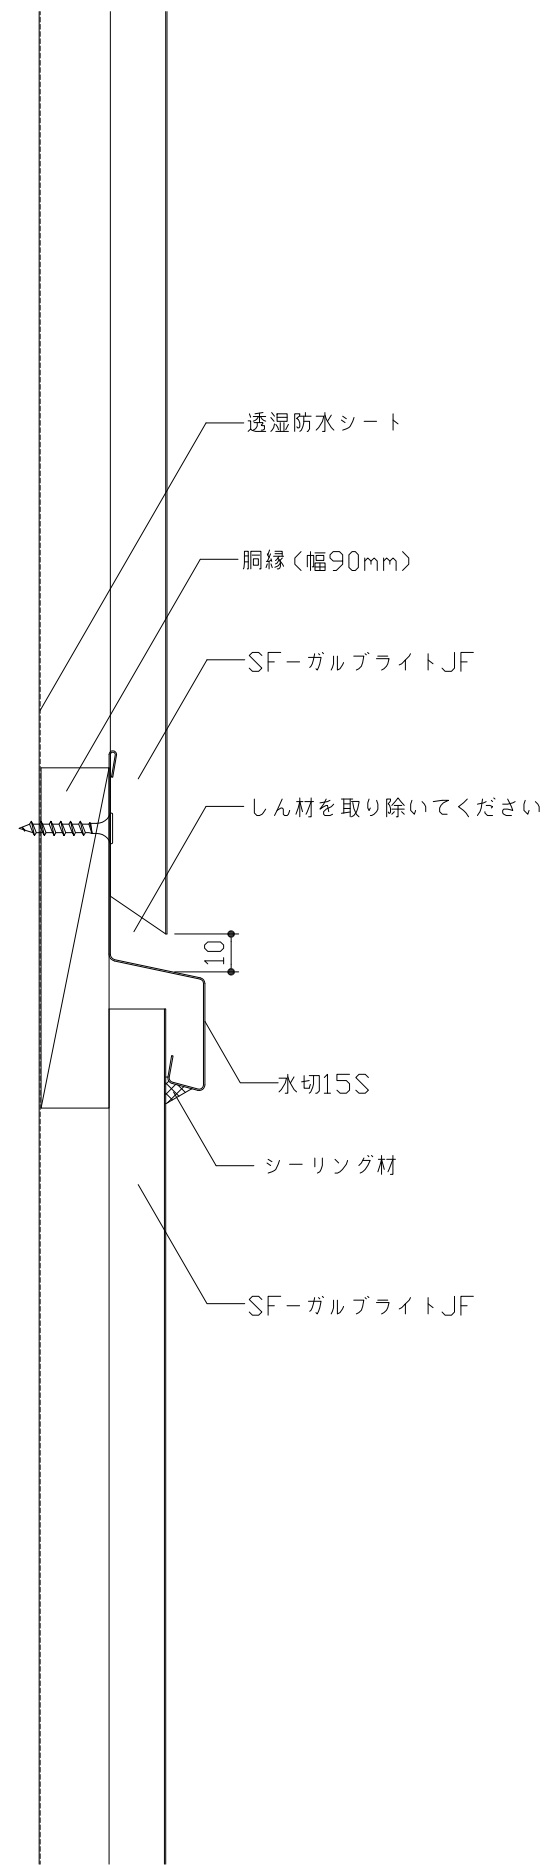 透湿防水シート
胴縁（幅90mm）
SF－ガルブライトJF
しん材を取り除いてください
10
水切15S
シーリング材
SF－ガルブライトJF